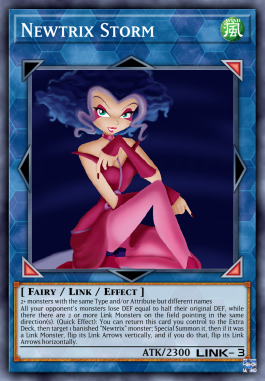 Newtrix Storm
WIND
風
[ Fairy / Link / Effect ]
2+ monsters with the same Type and/or Attribute but different names
All your opponent's monsters lose DEF equal to half their original DEF, while
there are 2 or more Link Monsters on the field pointing in the same
direction(s). (Quick Effect): You can return this card you control to the Extra
Deck, then target 1 banished "Newtrix" monster; Special Summon it, then if it was
a Link Monster, flip its Link Arrows vertically, and if you do that, flip its Link
Arrows horizontally.
ATK/2300 LINK-3